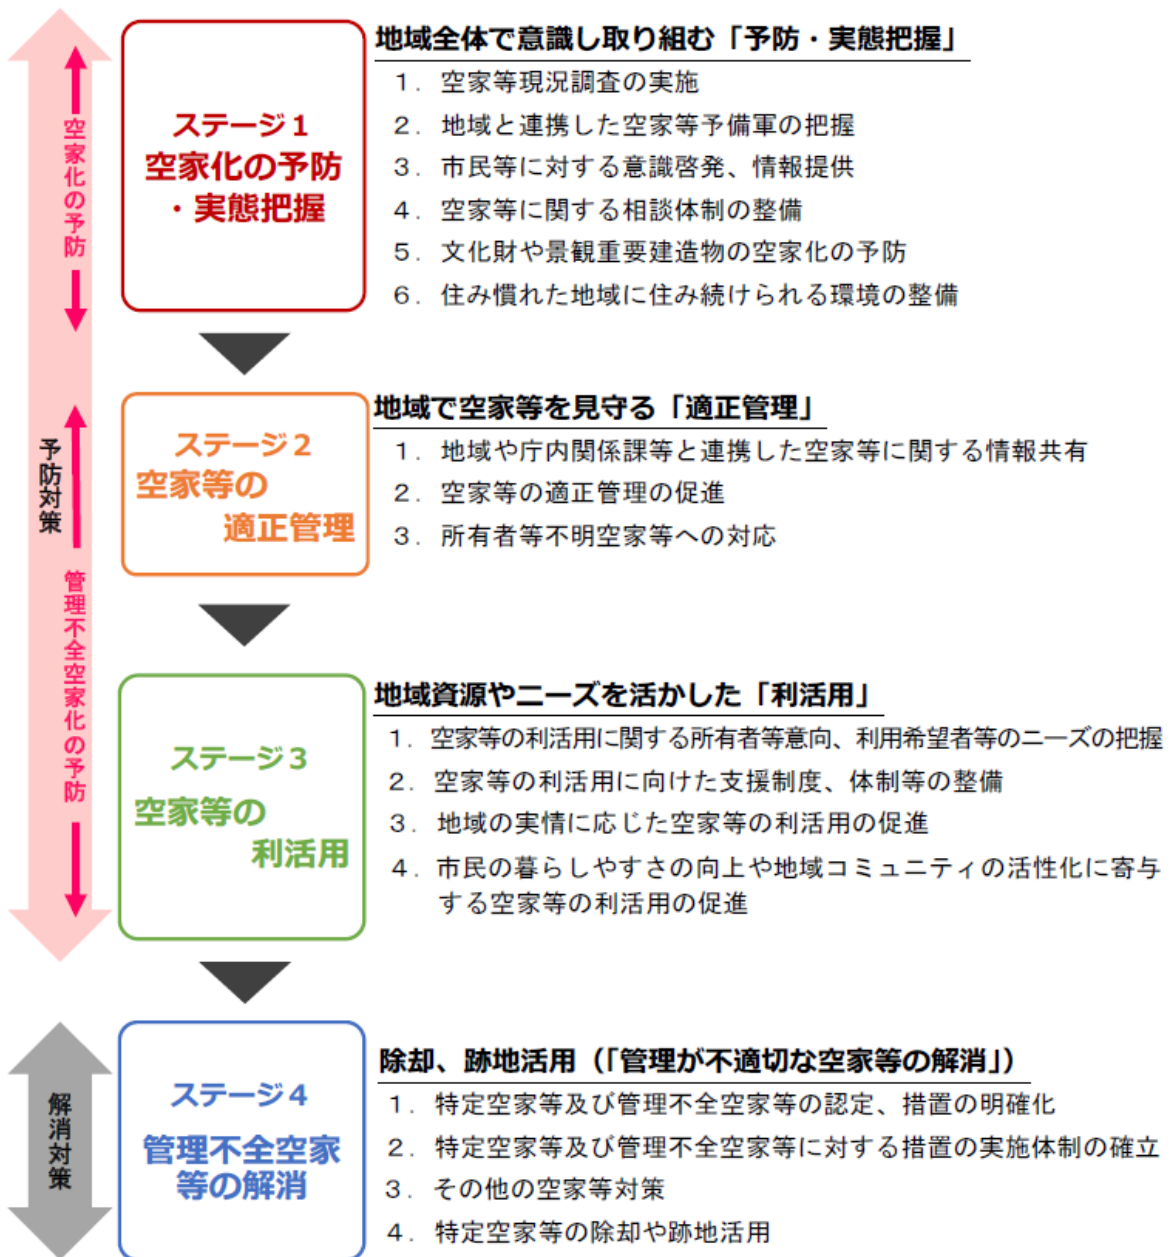 予防対策
空家化の予防
管理不全空家化の予防
ステージ１
空家化の予防
・実態把握
地域全体で意識し取り組む「予防・実態把握」
１．空家等現況調査の実施
２．地域と連携した空家等予備軍の把握
３．市民等に対する意識啓発、情報提供
４．空家等に関する相談体制の整備
５．文化財や景観重要建造物の空家化の予防
６．住み慣れた地域に住み続けられる環境の整備
ステージ２
空家等の
適正管理
地域で空家等を見守る「適正管理」
１．地域や庁内関係課等と連携した空家等に関する情報共有
２．空家等の適正管理の促進
３．所有者等不明空家等への対応
ステージ３
空家等の
利活用
地域資源やニーズを活かした「利活用」
１．空家等の利活用に関する所有者等意向、利用希望者等のニーズの把握
２．空家等の利活用に向けた支援制度、体制等の整備
３．地域の実情に応じた空家等の利活用の促進
４．市民の暮らしやすさの向上や地域コミュニティの活性化に寄与
する空家等の利活用の促進
解消対策
ステージ４
管理不全空家
等の解消
除却、跡地活用（「管理が不適切な空家等の解消」）
１．特定空家等及び管理不全空家等の認定、措置の明確化
２．特定空家等及び管理不全空家等に対する措置の実施体制の確立
３．その他の空家等対策
４．特定空家等の除却や跡地活用